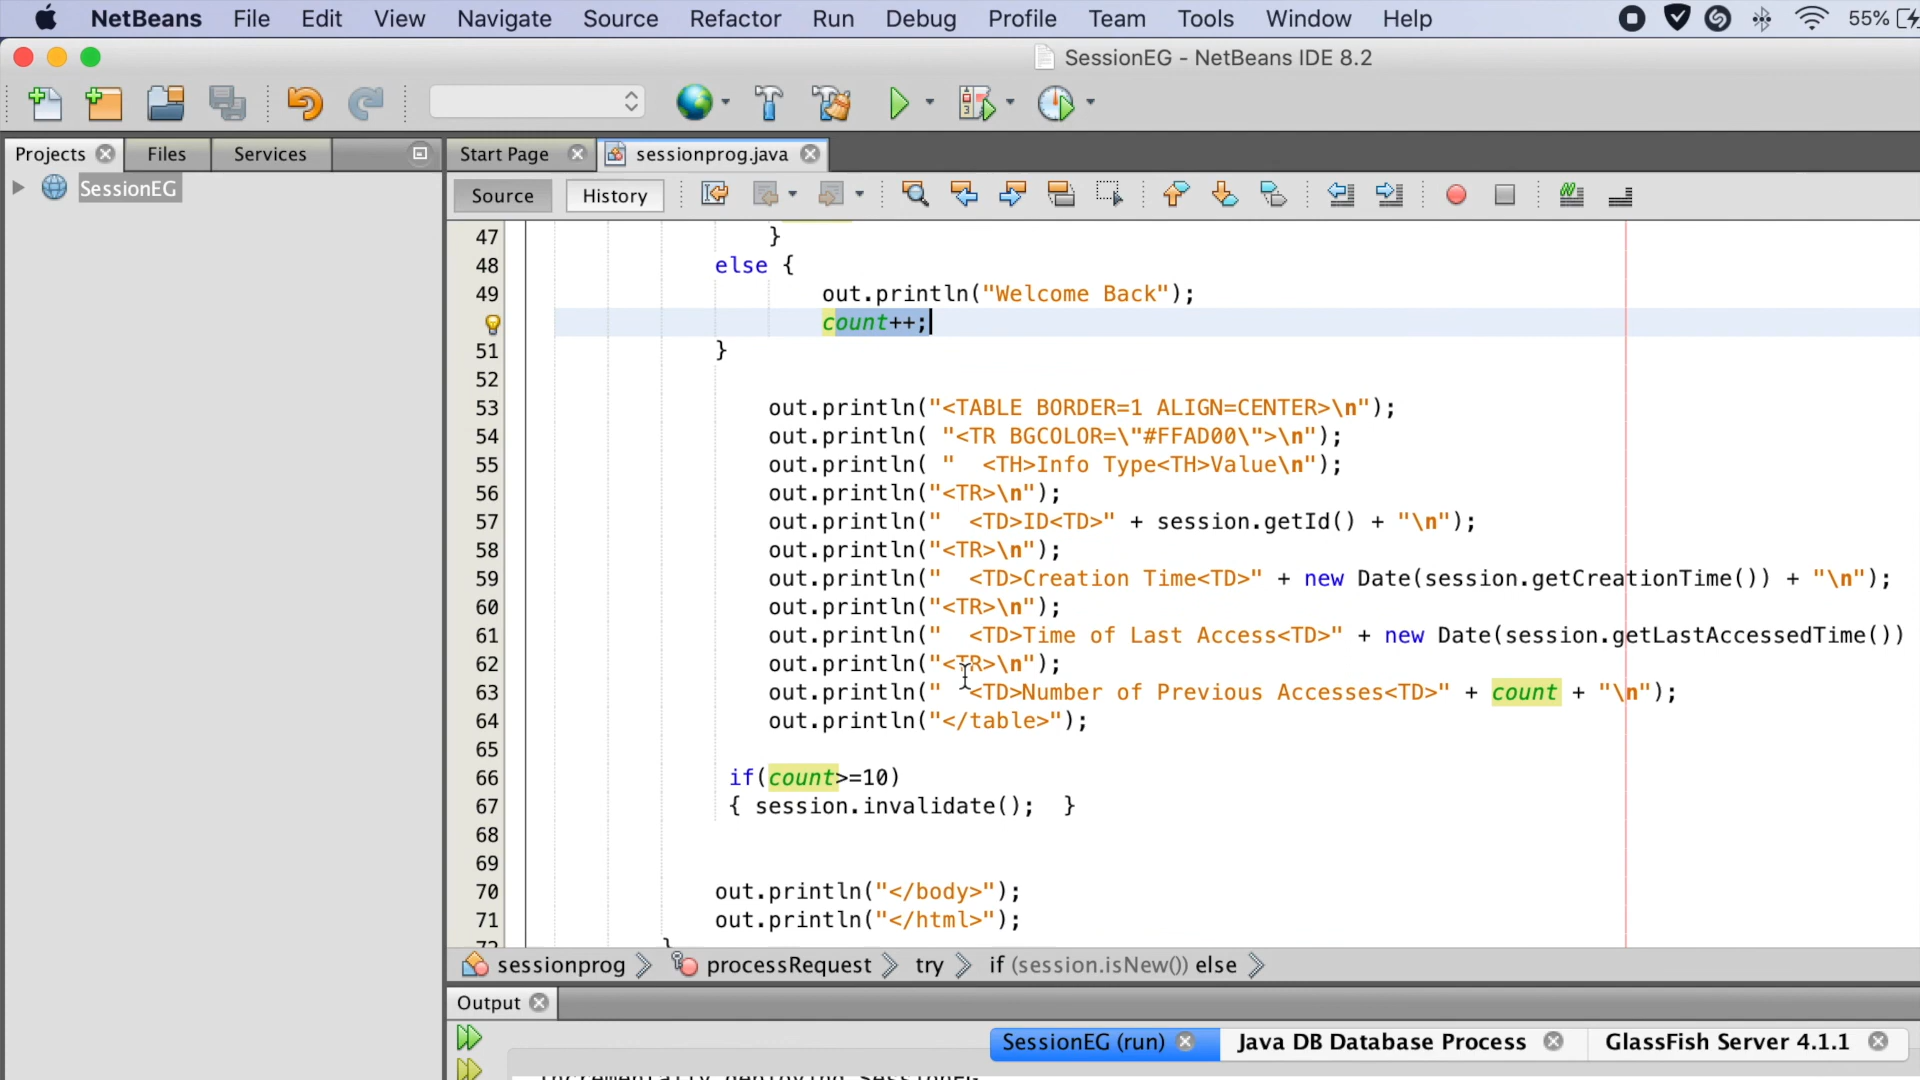 NetBeans File Edit View Navigate Source Refactor Run Debug Profile Team Tools Window Help 55%
SessionEG - NetBeans IDE 8.2
Projects Files Services Start Page sessionprog.java
SessionEG
Source History
47 }
48 else {
49 out.println("Welcome Back");
count++;
51 }
52
53 out.println("<TABLE BORDER=1 ALIGN=CENTER>\n");
54 out.println( "<TR BGCOLOR=\"#FFAD00\">\n");
55 out.println( "  <TH>Info Type<TH>Value\n");
56 out.println("<TR>\n");
57 out.println("  <TD>ID<TD>" + session.getId() + "\n");
58 out.println("<TR>\n");
59 out.println("  <TD>Creation Time<TD>" + new Date(session.getCreationTime()) + "\n");
60 out.println("<TR>\n");
61 out.println("  <TD>Time of Last Access<TD>" + new Date(session.getLastAccessedTime())
62 out.println("<TR>\n");
63 out.println("  <TD>Number of Previous Accesses<TD>" + count + "\n");
64 out.println("</table>");
65
66 if(count>=10)
67 { session.invalidate();  }
68
69
70 out.println("</body>");
71 out.println("</html>");
72 }
sessionprog processRequest try if (session.isNew()) else
Output
SessionEG (run) Java DB Database Process GlassFish Server 4.1.1
Incrementally deploying SessionEG